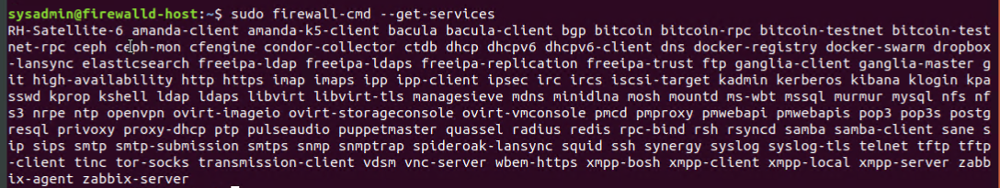 sysadmin@firewalld-host:~$ sudo firewall-cmd --get-services
RH-Satellite-6 amanda-client amanda-k5-client bacula bacula-client bgp bitcoin bitcoin-rpc bitcoin-testnet bitcoin-test
net-rpc ceph ceph-mon cfengine condor-collector ctdb dhcp dhcpv6 dhcpv6-client dns docker-registry docker-swarm dropbox
-lansync elasticsearch freeipa-ldap freeipa-ldaps freeipa-replication freeipa-trust ftp ganglia-client ganglia-master g
it high-availability http https imap imaps ipp ipp-client ipsec irc ircs iscsi-target kadmin kerberos kibana klogin kpa
sswd kprop kshell ldap ldaps libvirt libvirt-tls managesieve mdns minidlna mosh mountd ms-wbt mssql murmur mysql nfs nf
s3 nrpe ntp openvpn ovirt-imageio ovirt-storageconsole ovirt-vmconsole pmcd pmproxy pmwebapi pmwebapis pop3 pop3s postg
resql privoxy proxy-dhcp ptp pulseaudio puppetmaster quassel radius redis rpc-bind rsh rsyncd samba samba-client sane s
ip sips smtp smtp-submission smtps snmp snmptrap spideroak-lansync squid ssh synergy syslog syslog-tls telnet tftp tftp
-client tinc tor-socks transmission-client vdsm vnc-server wbem-https xmpp-bosh xmpp-client xmpp-local xmpp-server zabb
ix-agent zabbix-server